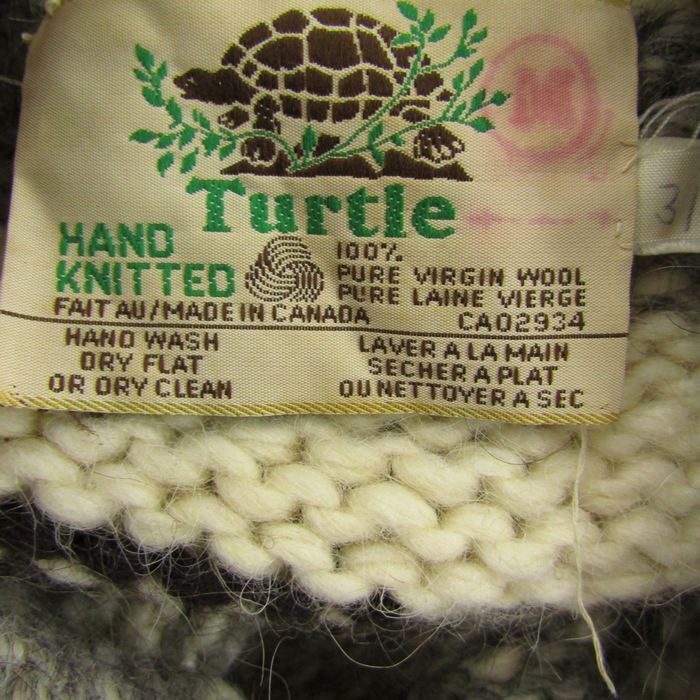 M
Turtle
HAND
KNITTED
100%
PURE VIRGIN WOOL
PURE LAINE VIERGE
FAIT AU/MADE IN CANADA
CA02934
HAND WASH
DRY FLAT
OR DRY CLEAN
LAVER A LA MAIN
SECHER A PLAT
OU NETTOYER A SEC
3